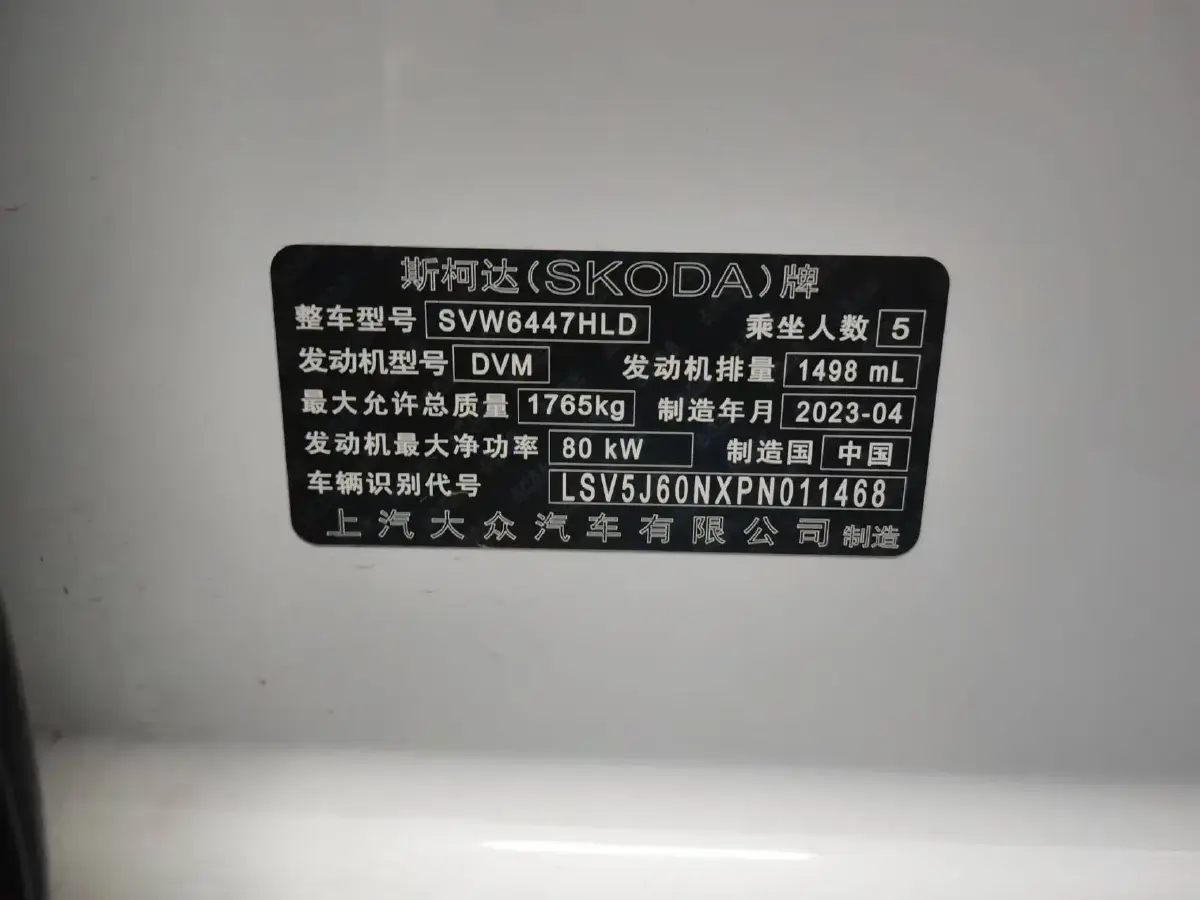 斯柯达(SKODA)牌
整车型号 SVW6447HLD 乘坐人数 5
发动机型号 DVM 发动机排量 1498 mL
最大允许总质量 1765kg 制造年月 2023-04
发动机最大净功率 80 kW 制造国 中国
车辆识别代号 LSV5J60NXPN011468
上汽大众汽车有限公司 制造